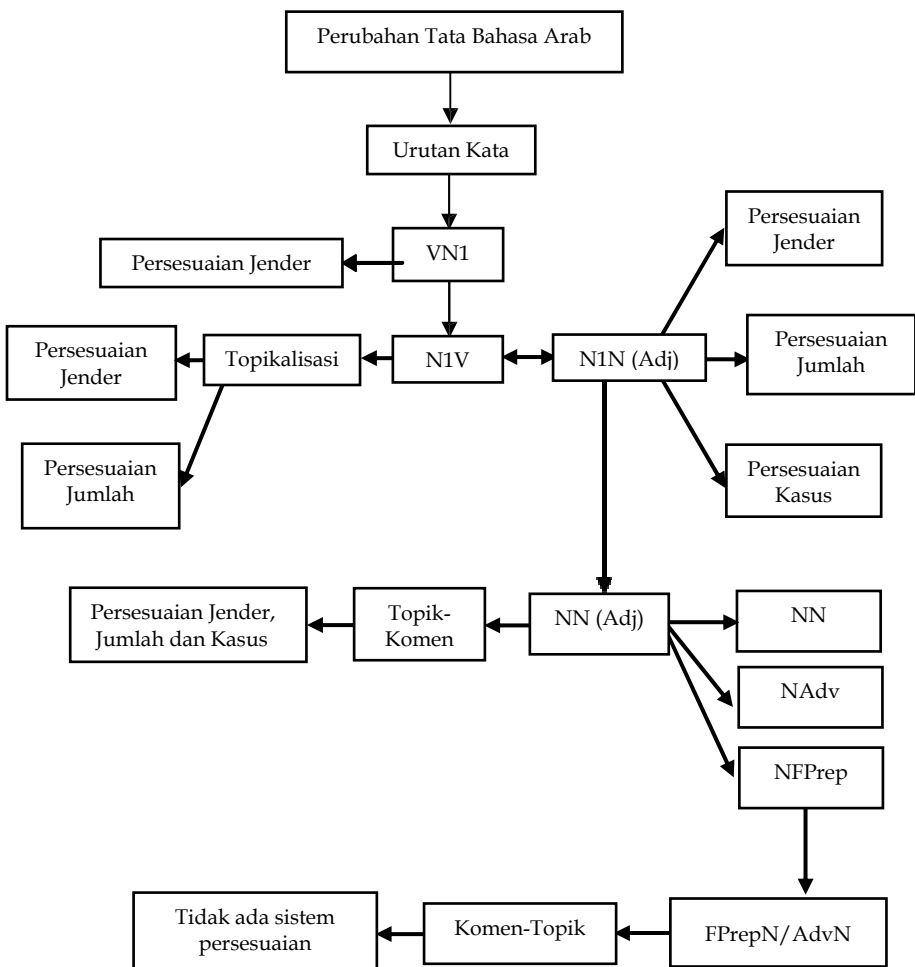 Perubahan Tata Bahasa Arab
Urutan Kata
Persesuaian
Jender
VN1
Persesuaian Jender
Persesuaian
Jender
Topikalisasi
N1V
N1N (Adj)
Persesuaian
Jumlah
Persesuaian
Jumlah
Persesuaian
Kasus
Persesuaian Jender,
Jumlah dan Kasus
Topik-
Komen
NN (Adj)
NN
NAdv
NFPrep
Tidak ada sistem
persesuaian
Komen-Topik
FPrepN/AdvN